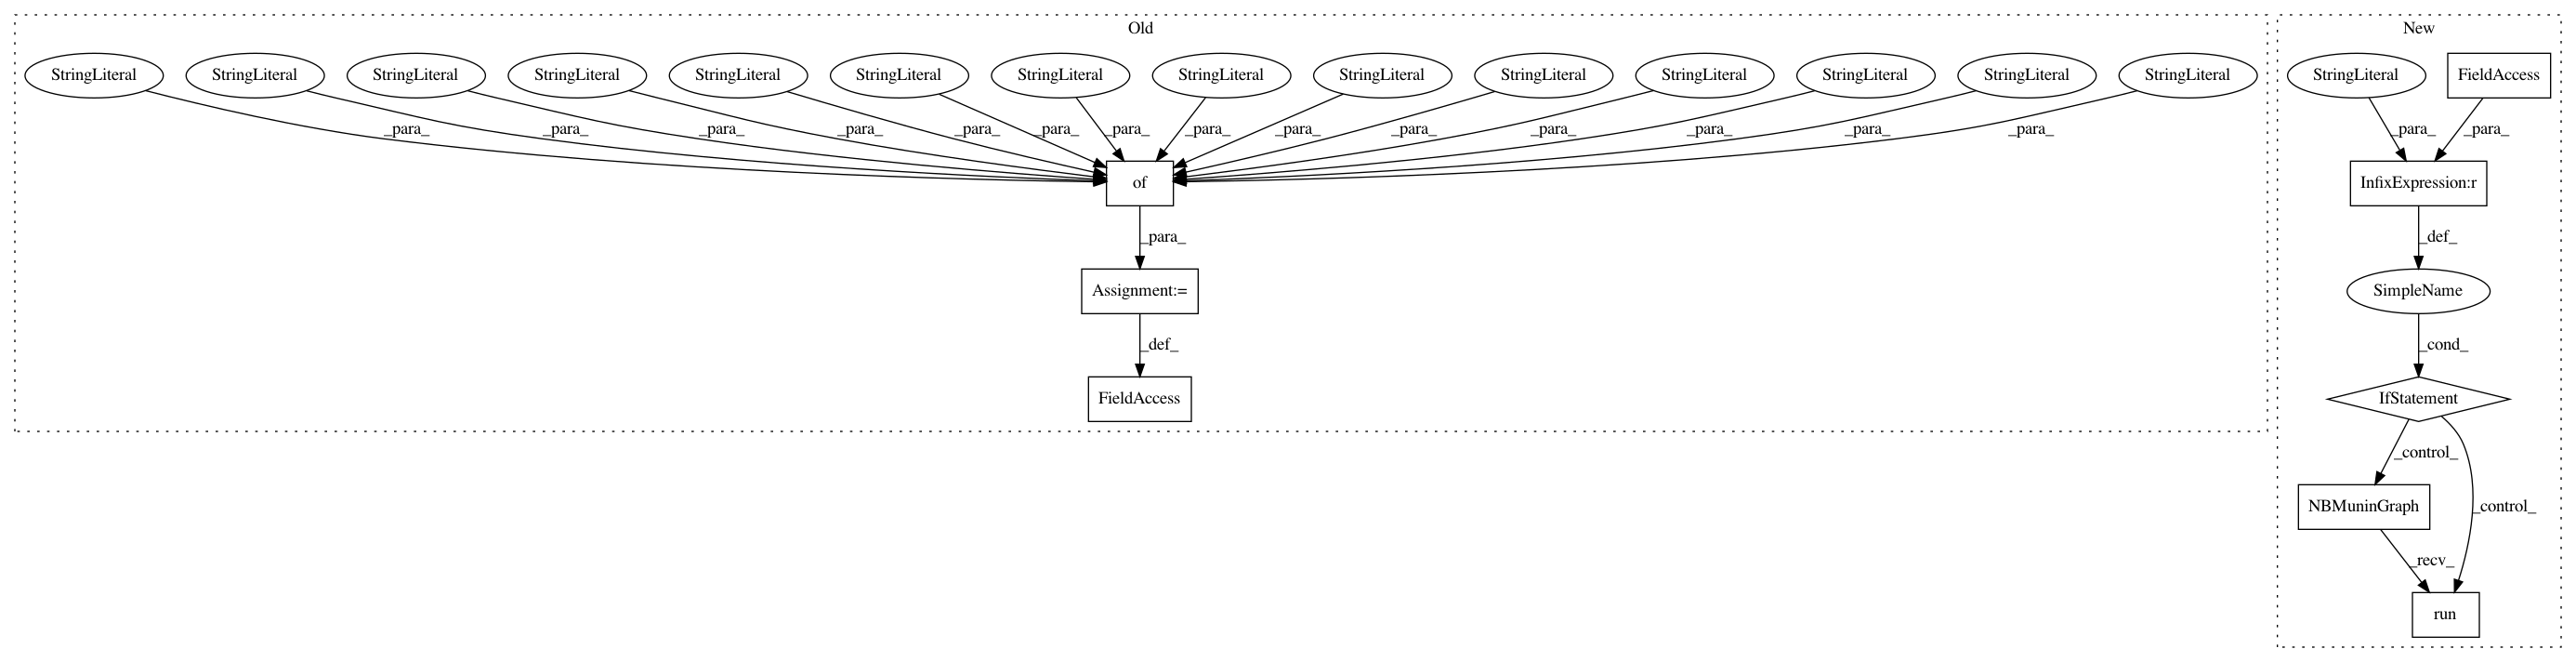 Old
New
StringLiteral StringLiteral StringLiteral StringLiteral StringLiteral StringLiteral StringLiteral StringLiteral StringLiteral StringLiteral StringLiteral StringLiteral StringLiteral StringLiteral StringLiteral FieldAccess
_para_ _para_ _para_ _para_ _para_ _para_ _para_ _para_ _para_ _para_ _para_ _para_ _para_ _para_ _para_ _para_
of InfixExpression:r
_para_ _def_
Assignment:= SimpleName
_def_ _cond_
FieldAccess IfStatement
_control_
NBMuninGraph _control_
_recv_
run